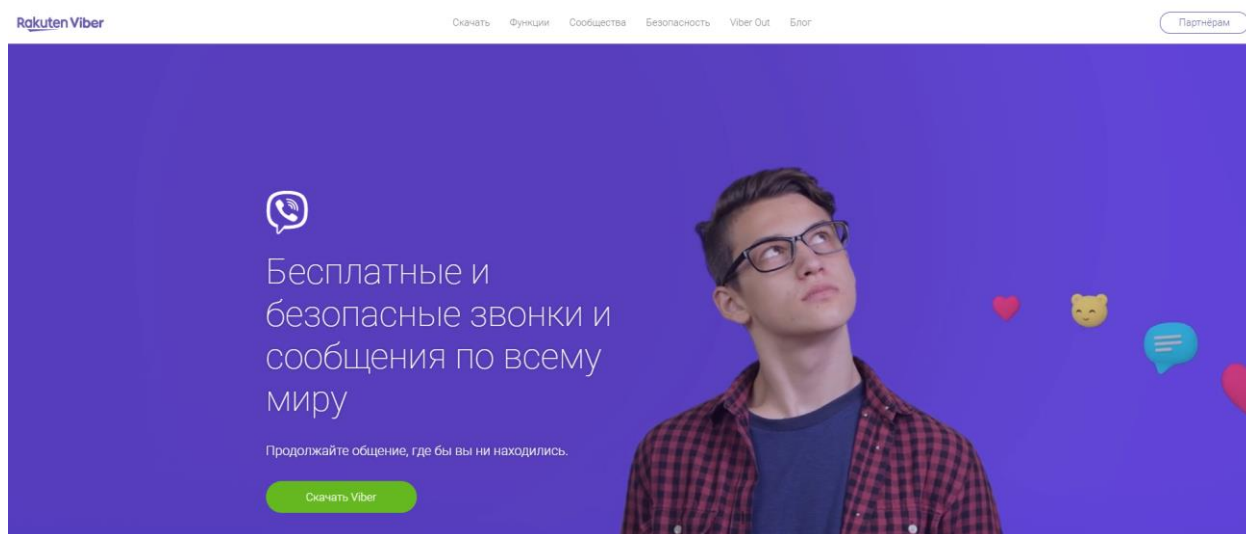 Rakuten Viber
Скачать Функции Сообщества Безопасность Viber Out Блог
Партнёрам
Бесплатные и
безопасные звонки и
сообщения по всему
миру
Продолжайте общение, где бы вы ни находились.
Скачать Viber